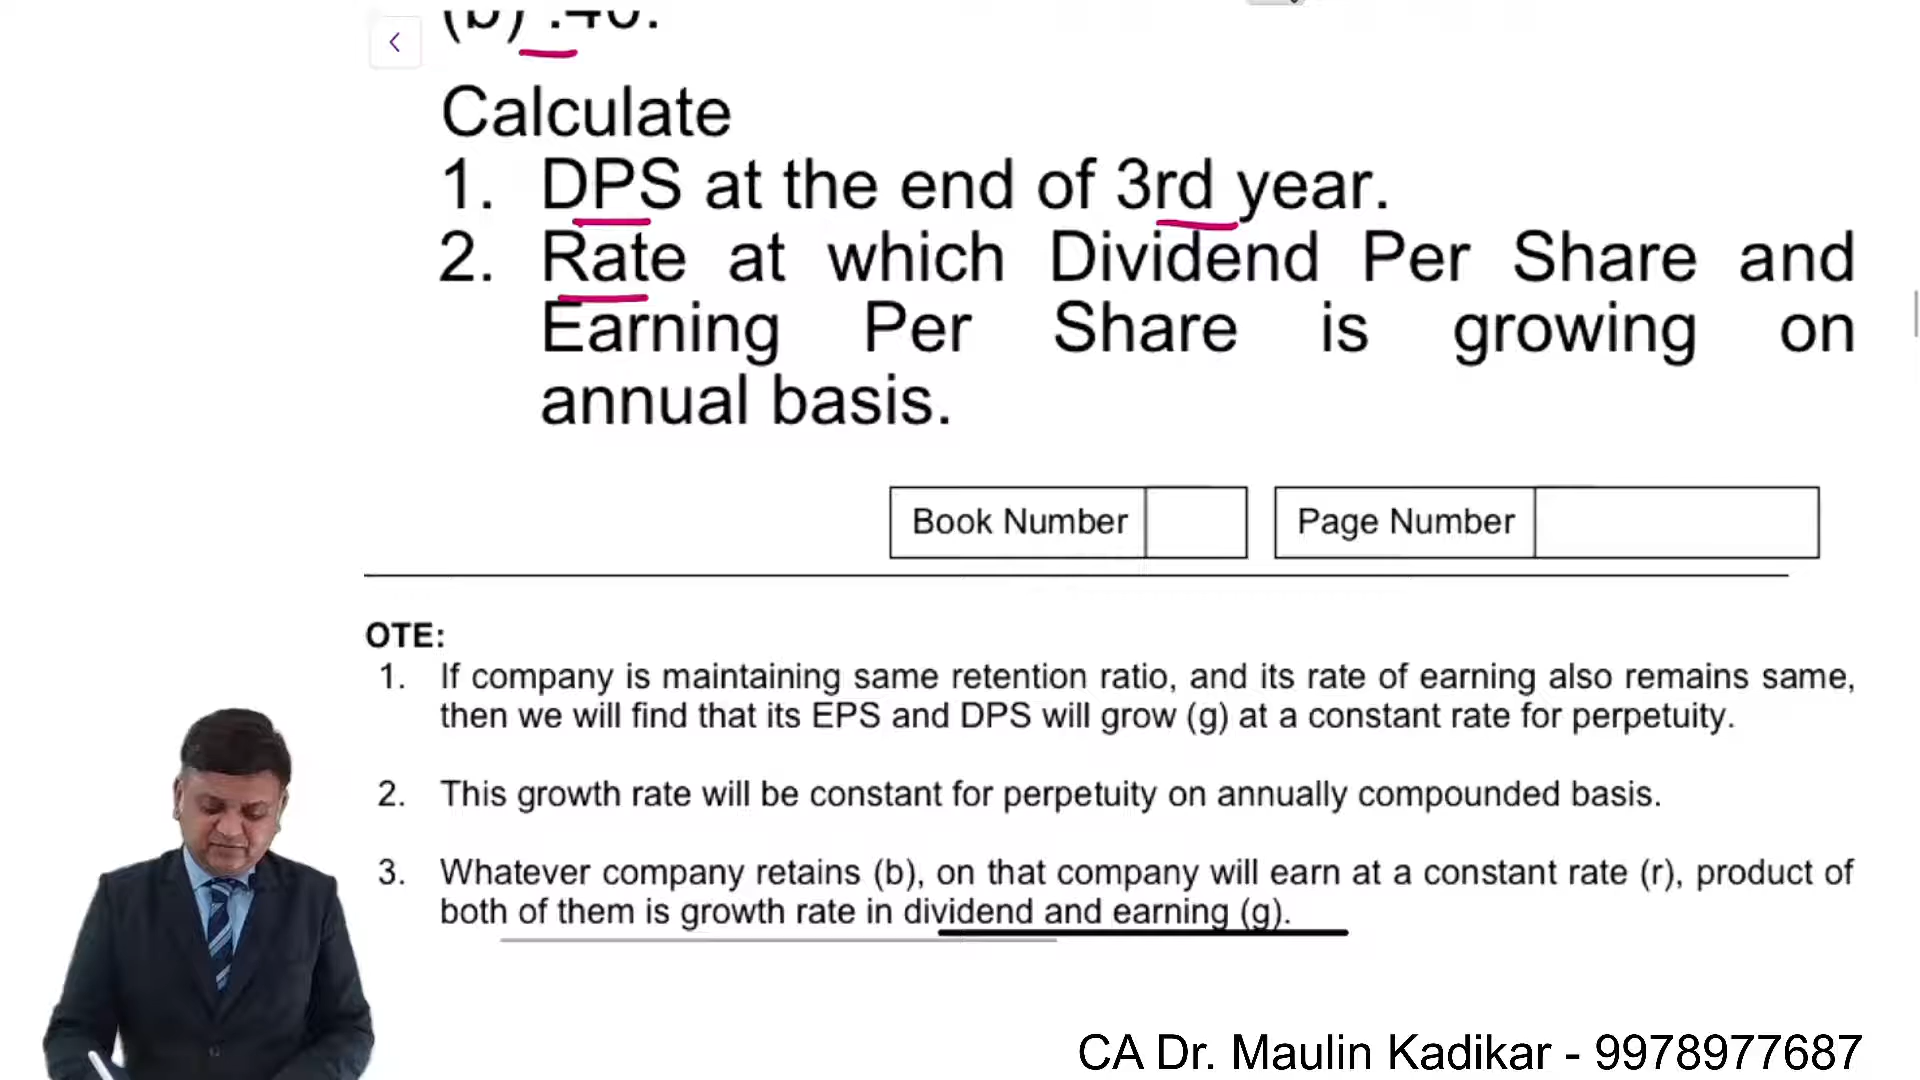 (b) .40.
Calculate
1. DPS at the end of 3rd year.
2. Rate at which Dividend Per Share and
Earning Per Share is growing on
annual basis.
Book Number
Page Number
OTE:
1. If company is maintaining same retention ratio, and its rate of earning also remains same,
then we will find that its EPS and DPS will grow (g) at a constant rate for perpetuity.
2. This growth rate will be constant for perpetuity on annually compounded basis.
3. Whatever company retains (b), on that company will earn at a constant rate (r), product of
both of them is growth rate in dividend and earning (g).
CA Dr. Maulin Kadikar - 9978977687